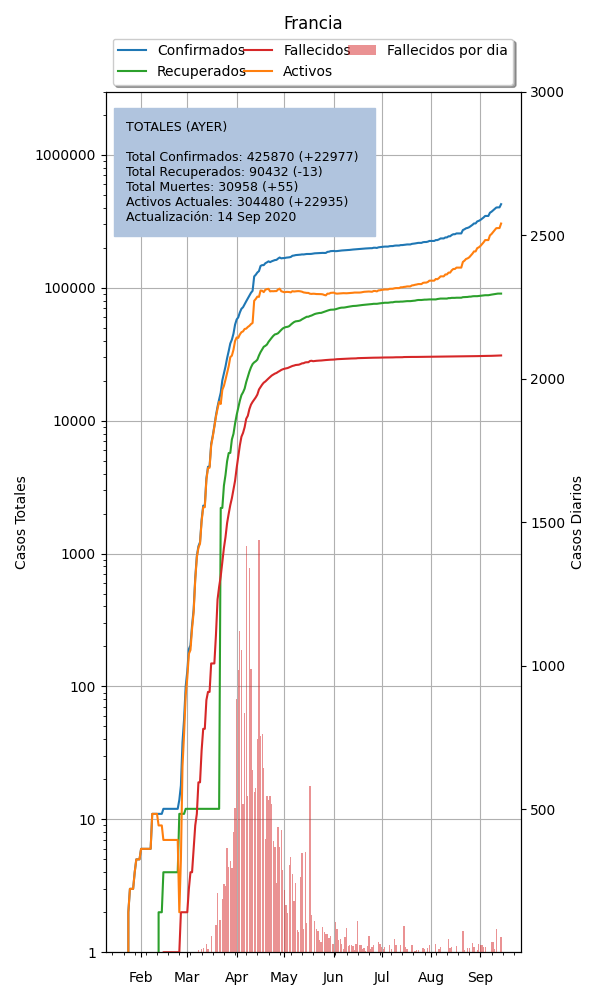 Francia
Confirmados Fallecidos Fallecidos por dia
Recuperados Activos
TOTALES (AYER)
Total Confirmados: 425870 (+22977)
Total Recuperados: 90432 (-13)
Total Muertes: 30958 (+55)
Activos Actuales: 304480 (+22935)
Actualización: 14 Sep 2020
Casos Totales
1000000
100000
10000
1000
100
10
1
Casos Diarios
3000
2500
2000
1500
1000
500
Feb Mar Apr May Jun Jul Aug Sep